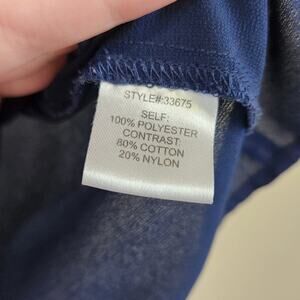 STYLE#:33675
SELF:
100% POLYESTER
CONTRAST:
80% COTTON
20% NYLON